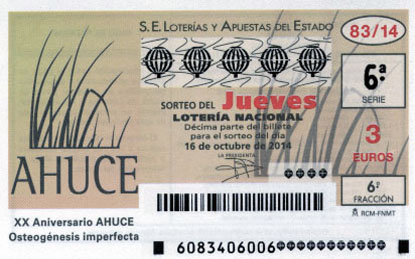 S.E. LOTERÍAS Y APUESTAS DEL ESTADO
83/14
6ª
SERIE
SORTEO DEL Jueves
LOTERÍA NACIONAL
Décima parte del billete
para el sorteo del día
16 de octubre de 2014
LA PRESIDENTA
3
EUROS
AHUCE
6ª
FRACCIÓN
RCM-FNMT
XX Aniversario AHUCE
Osteogénesis imperfecta
6083406006